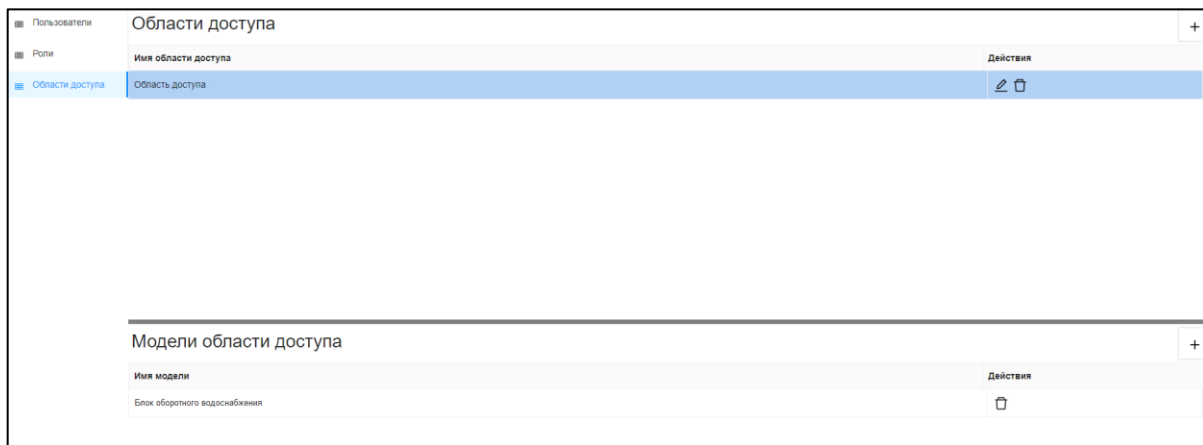 Пользователи
Роли
Области доступа
Области доступа
+
Имя области доступа Действия
Область доступа
Модели области доступа
+
Имя модели Действия
Блок оборотного водоснабжения